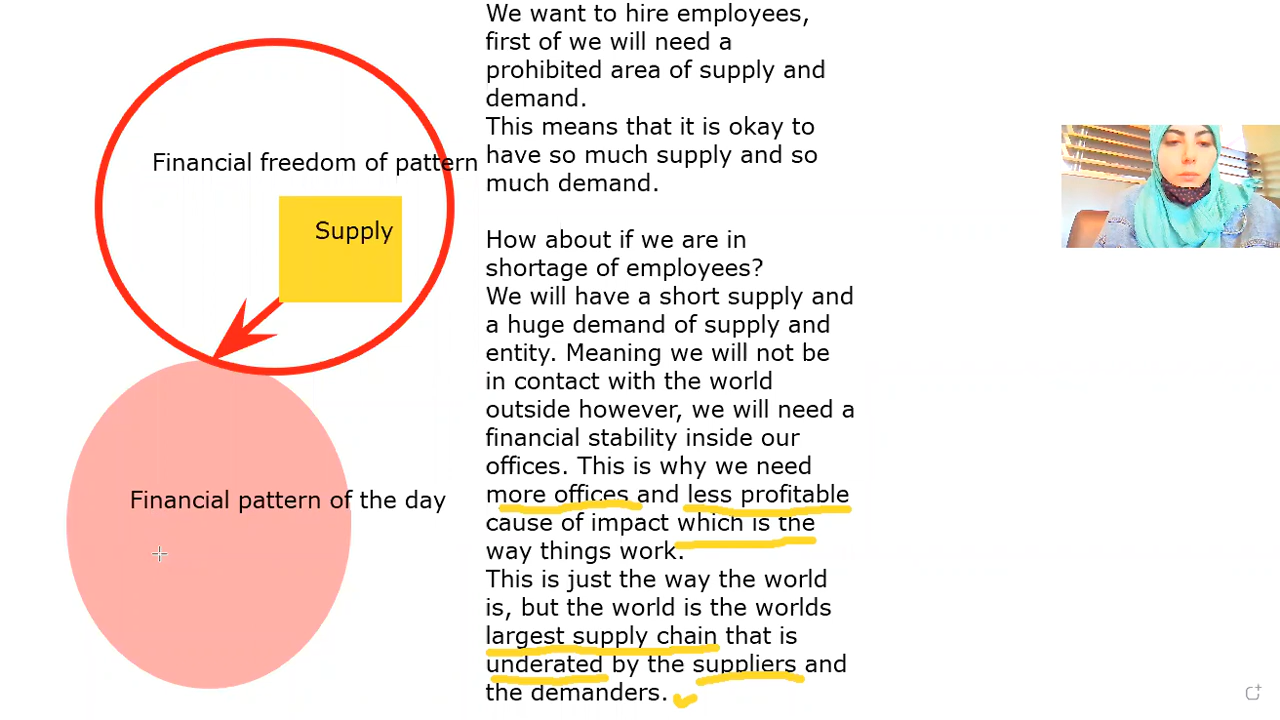 Financial freedom of pattern
Supply
Financial pattern of the day
We want to hire employees,
first of we will need a
prohibited area of supply and
demand.
This means that it is okay to
have so much supply and so
much demand.
How about if we are in
shortage of employees?
We will have a short supply and
a huge demand of supply and
entity. Meaning we will not be
in contact with the world
outside however, we will need a
financial stability inside our
offices. This is why we need
more offices and less profitable
cause of impact which is the
way things work.
This is just the way the world
is, but the world is the worlds
largest supply chain that is
underated by the suppliers and
the demanders.